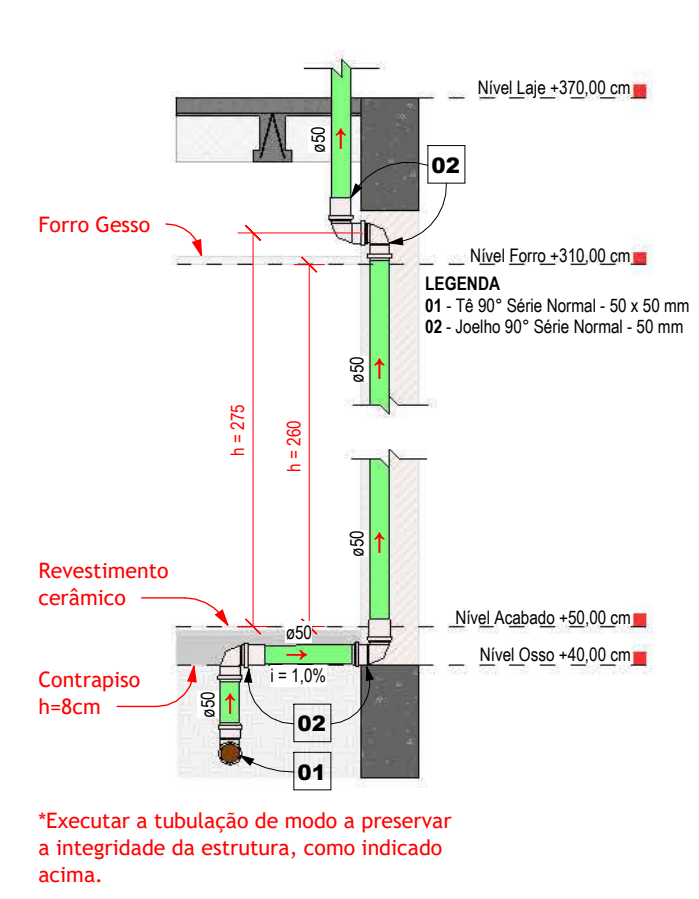 Nível Laje +370,00 cm
ø50
02
Forro Gesso
Nível Forro +310,00 cm
LEGENDA
01 - Tê 90° Série Normal - 50 x 50 mm
02 - Joelho 90° Série Normal - 50 mm
ø50
h = 275
h = 260
ø50
Revestimento
cerâmico
Nível Acabado +50,00 cm
ø50
Nível Osso +40,00 cm
i = 1,0%
Contrapiso
h=8cm
ø50
02
01
*Executar a tubulação de modo a preservar
a integridade da estrutura, como indicado
acima.